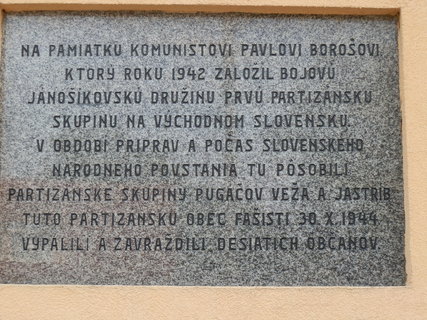 NA PAMIATKU KOMUNISTOVI PAVLOVI BOROŠOVI
KTORÝ ROKU 1942 ZALOŽIL BOJOVÚ
JÁNOŠÍKOVSKÚ DRUŽINU PRVÚ PARTIZÁNSKU
SKUPINU NA VÝCHODNOM SLOVENSKU.
V OBDOBÍ PRÍPRAV A POČAS SLOVENSKÉHO
NÁRODNÉHO POVSTANIA TU PÔSOBILI
PARTIZÁNSKE SKUPINY PUGAČOV VEŽA A JASTRIB
TÚTO PARTIZÁNSKU OBEC FAŠISTI 30.X.1944
VYPÁLILI A ZAVRAŽDILI DESIATICH OBČANOV.